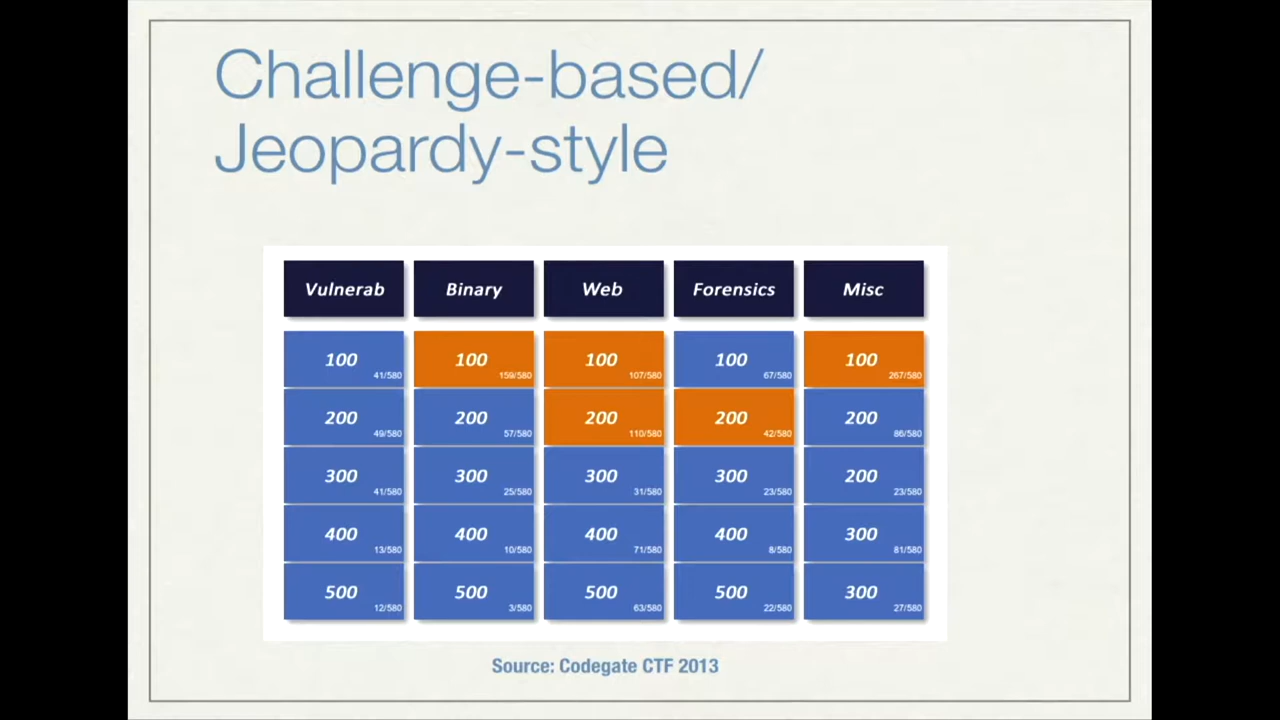 Challenge-based/
Jeopardy-style
Vulnerab Binary Web Forensics Misc
100 100 100 100 100
41/580 159/580 107/580 67/580 267/580
200 200 200 200 200
49/580 57/580 110/580 42/580 86/580
300 300 300 300 200
41/580 25/580 31/580 23/580 23/580
400 400 400 400 300
13/580 10/580 71/580 8/580 81/580
500 500 500 500 300
12/580 3/580 63/580 22/580 27/580
Source: Codegate CTF 2013